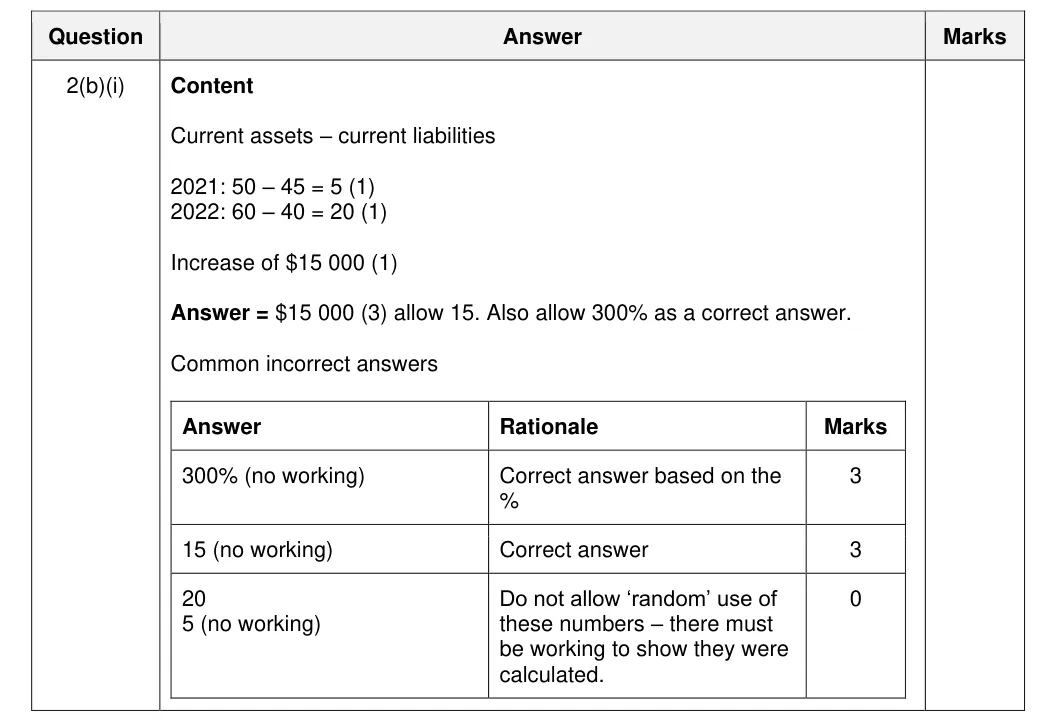 Question Answer Marks
2(b)(i) Content
Current assets – current liabilities
2021: 50 – 45 = 5 (1)
2022: 60 – 40 = 20 (1)
Increase of $15 000 (1)
Answer = $15 000 (3) allow 15. Also allow 300% as a correct answer.
Common incorrect answers
Answer Rationale Marks
300% (no working) Correct answer based on the 3
%
15 (no working) Correct answer 3
20 Do not allow ‘random’ use of 0
5 (no working) these numbers – there must
be working to show they were
calculated.